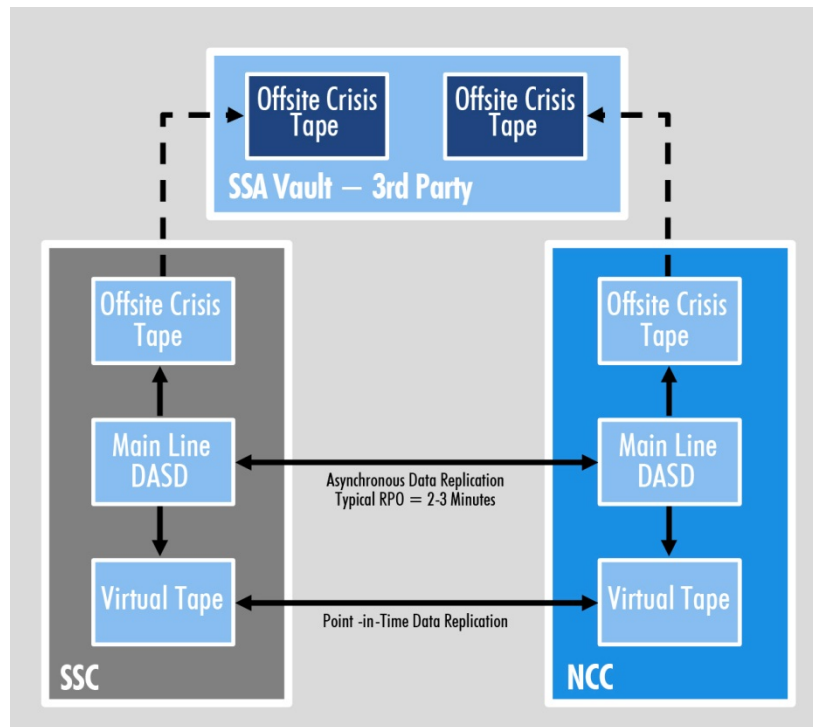 Offsite Crisis
Tape
Offsite Crisis
Tape
SSA Vault – 3rd Party
Offsite Crisis
Tape
Offsite Crisis
Tape
Main Line
DASD
Main Line
DASD
Asynchronous Data Replication
Typical RPO = 2-3 Minutes
Virtual Tape
Virtual Tape
Point -in-Time Data Replication
SSC
NCC